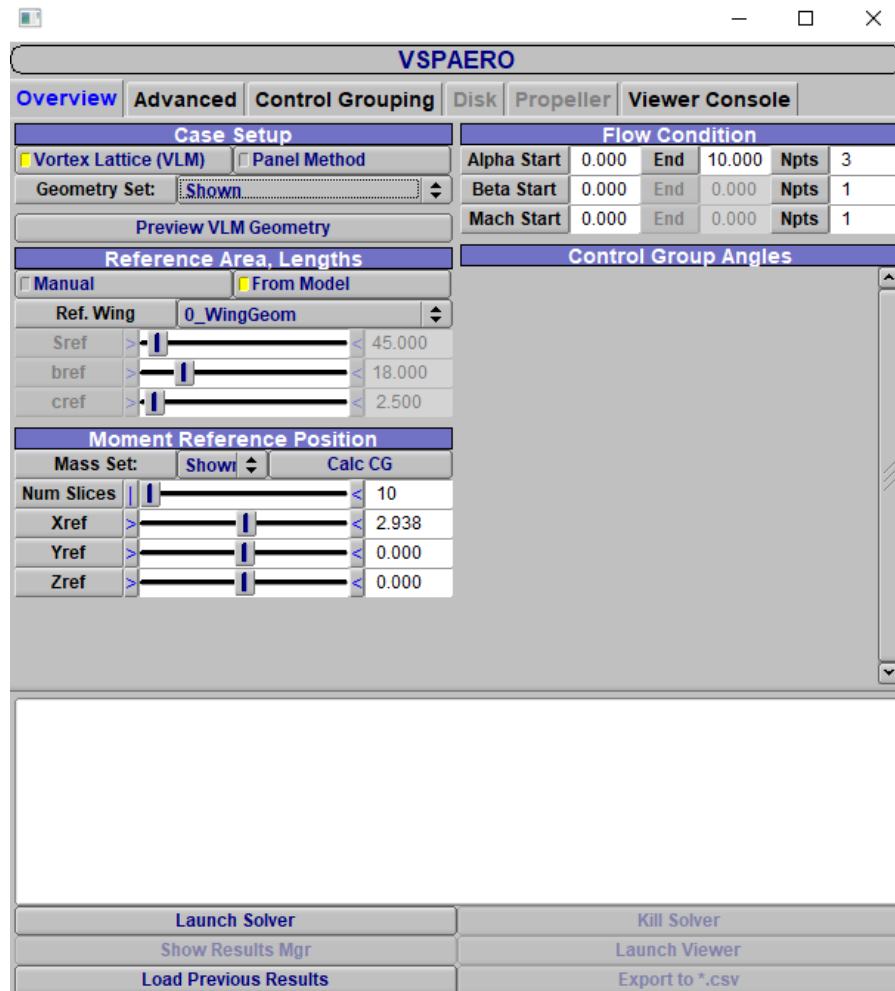 VSPAERO
Overview Advanced Control Grouping Disk Propeller Viewer Console
Case Setup
Vortex Lattice (VLM) Panel Method
Geometry Set: Shown
Preview VLM Geometry
Reference Area, Lengths
Manual From Model
Ref. Wing 0_WingGeom
Sref > < 45.000
bref > < 18.000
cref > < 2.500
Moment Reference Position
Mass Set: Shown Calc CG
Num Slices | < 10
Xref > < 2.938
Yref > < 0.000
Zref > < 0.000
Flow Condition
Alpha Start 0.000 End 10.000 Npts 3
Beta Start 0.000 End 0.000 Npts 1
Mach Start 0.000 End 0.000 Npts 1
Control Group Angles
Launch Solver Kill Solver
Show Results Mgr Launch Viewer
Load Previous Results Export to *.csv